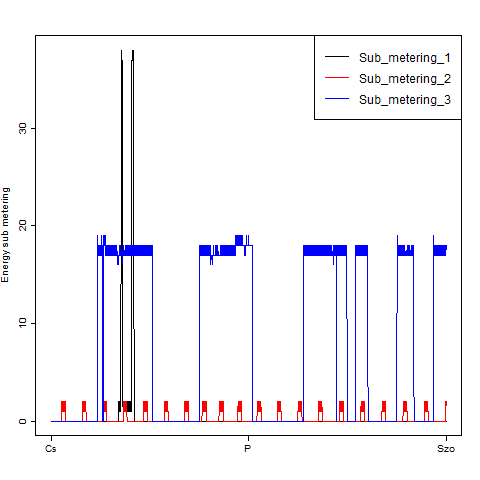 Sub_metering_1
Sub_metering_2
Sub_metering_3
Energy sub metering
30
20
10
0
Cs
P
Szo